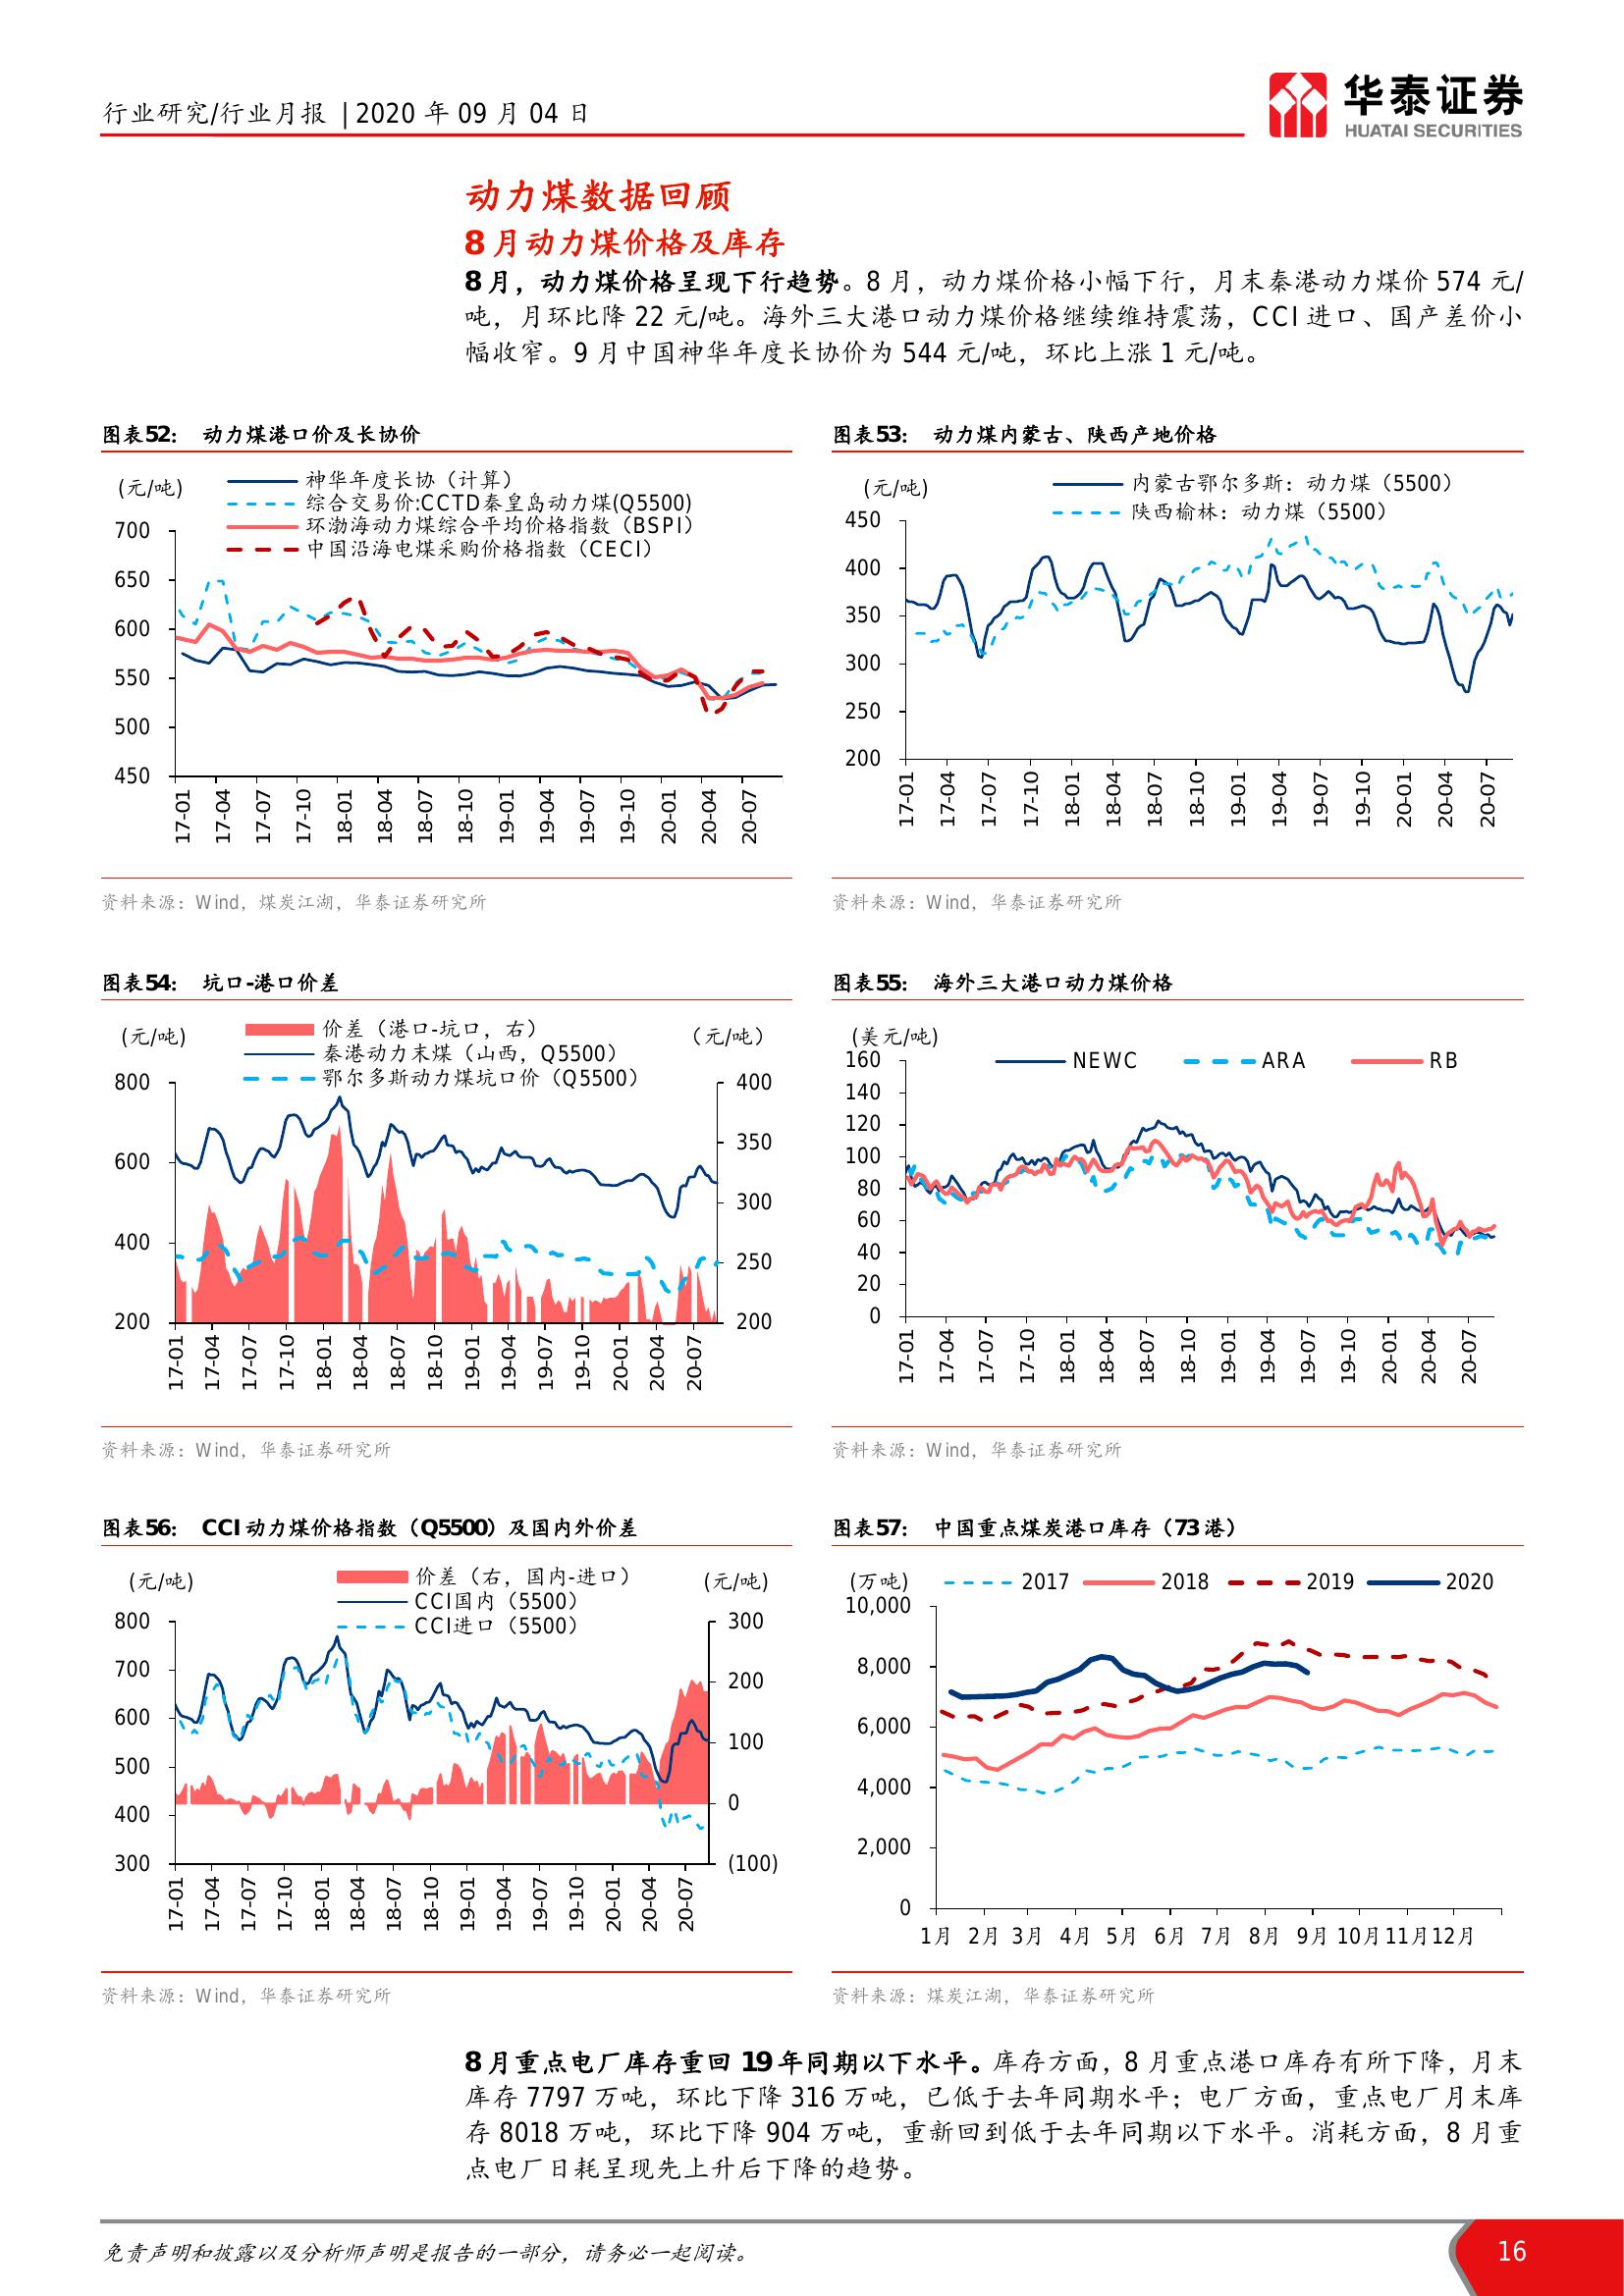 行业研究/行业月报 | 2020 年 09 月 04 日
华泰证券
HUATAI SECURITIES
动力煤数据回顾
8 月动力煤价格及库存
8 月，动力煤价格呈现下行趋势。8 月，动力煤价格小幅下行，月末秦港动力煤价 574 元/
吨，月环比降 22 元/吨。海外三大港口动力煤价格继续维持震荡，CCI 进口、国产差价小
幅收窄。9 月中国神华年度长协价为 544 元/吨，环比上涨 1 元/吨。
图表52： 动力煤港口价及长协价
(元/吨)
神华年度长协（计算）
综合交易价:CCTD秦皇岛动力煤(Q5500)
环渤海动力煤综合平均价格指数（BSPI）
中国沿海电煤采购价格指数（CECI）
700
650
600
550
500
450
17-01 17-04 17-07 17-10 18-01 18-04 18-07 18-10 19-01 19-04 19-07 19-10 20-01 20-04 20-07
资料来源：Wind，煤炭江湖，华泰证券研究所
图表53： 动力煤内蒙古、陕西产地价格
(元/吨)
内蒙古鄂尔多斯：动力煤（5500）
陕西榆林：动力煤（5500）
450
400
350
300
250
200
17-01 17-04 17-07 17-10 18-01 18-04 18-07 18-10 19-01 19-04 19-07 19-10 20-01 20-04 20-07
资料来源：Wind，华泰证券研究所
图表54： 坑口-港口价差
(元/吨)
（元/吨）
价差（港口-坑口，右）
秦港动力末煤（山西，Q5500）
鄂尔多斯动力煤坑口价（Q5500）
800
600
400
200
400
350
300
250
200
17-01 17-04 17-07 17-10 18-01 18-04 18-07 18-10 19-01 19-04 19-07 19-10 20-01 20-04 20-07
资料来源：Wind，华泰证券研究所
图表55： 海外三大港口动力煤价格
(美元/吨)
NEWC ARA RB
160
140
120
100
80
60
40
20
0
17-01 17-04 17-07 17-10 18-01 18-04 18-07 18-10 19-01 19-04 19-07 19-10 20-01 20-04 20-07
资料来源：Wind，华泰证券研究所
图表56： CCI 动力煤价格指数（Q5500）及国内外价差
(元/吨)
(元/吨)
价差（右，国内-进口）
CCI国内（5500）
CCI进口（5500）
800
700
600
500
400
300
300
200
100
0
(100)
17-01 17-04 17-07 17-10 18-01 18-04 18-07 18-10 19-01 19-04 19-07 19-10 20-01 20-04 20-07
资料来源：Wind，华泰证券研究所
图表57： 中国重点煤炭港口库存（73 港）
(万吨)
2017 2018 2019 2020
10,000
8,000
6,000
4,000
2,000
0
1月 2月 3月 4月 5月 6月 7月 8月 9月 10月 11月 12月
资料来源：煤炭江湖，华泰证券研究所
8 月重点电厂库存重回 19 年同期以下水平。库存方面，8 月重点港口库存有所下降，月末
库存 7797 万吨，环比下降 316 万吨，已低于去年同期水平；电厂方面，重点电厂月末库
存 8018 万吨，环比下降 904 万吨，重新回到低于去年同期以下水平。消耗方面，8 月重
点电厂日耗呈现先上升后下降的趋势。
免责声明和披露以及分析师声明是报告的一部分，请务必一起阅读。
16